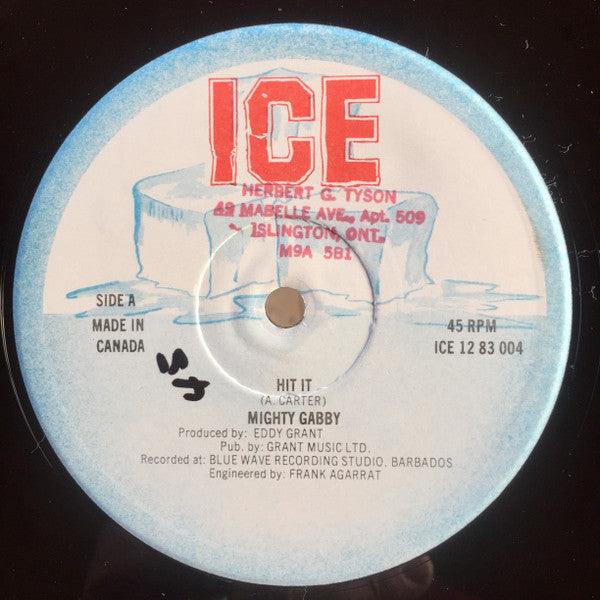 ICE
HERBERT G. TYSON
49 MABELLE AVE., Apt. 509
ISLINGTON, ONT.
M9A 5B1
SIDE A
MADE IN
CANADA
45 RPM
ICE 12 83 004
HIT IT
(A. CARTER)
MIGHTY GABBY
Produced by: EDDY GRANT
Pub. by: GRANT MUSIC LTD.
Recorded at: BLUE WAVE RECORDING STUDIO, BARBADOS
Engineered by: FRANK AGARRAT